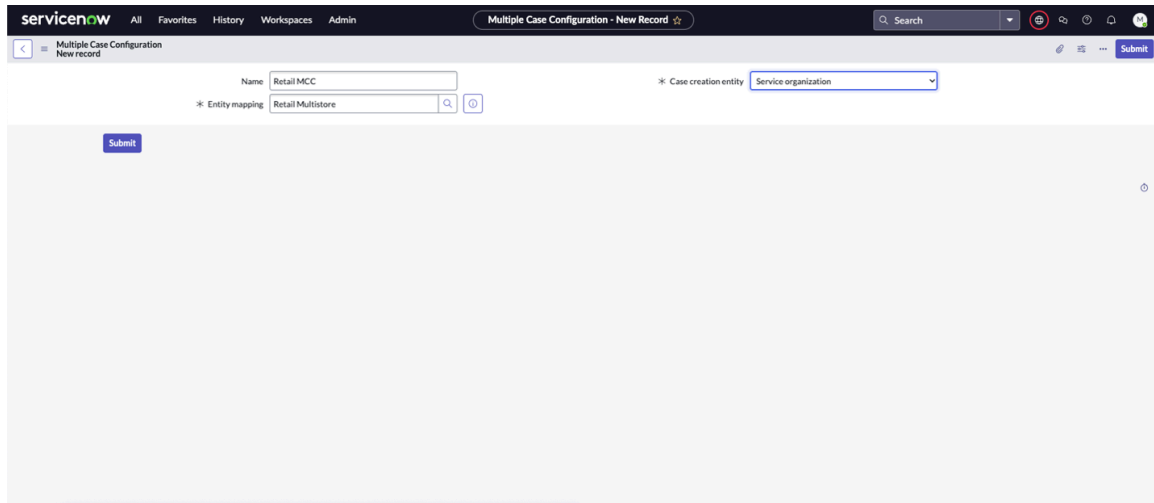 servicenow All Favorites History Workspaces Admin Multiple Case Configuration - New Record ☆ Search M
Multiple Case Configuration
New record
Submit
Name Retail MCC
✳ Case creation entity Service organization
✳ Entity mapping Retail Multistore
Submit